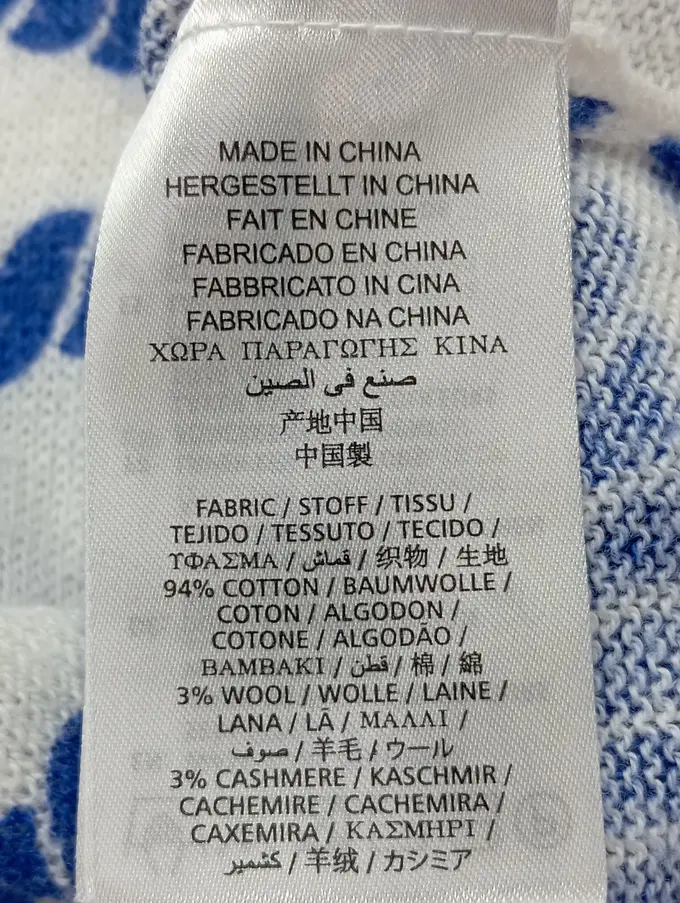 MADE IN CHINA
HERGESTELLT IN CHINA
FAIT EN CHINE
FABRICADO EN CHINA
FABBRICATO IN CINA
FABRICADO NA CHINA
ΧΩΡΑ ΠΑΡΑΓΩΓΗΣ ΚΙΝΑ
صنع في الصين
产地中国
中国製
FABRIC / STOFF / TISSU /
TEJIDO / TESSUTO / TECIDO /
ΥΦΑΣΜΑ / قماش / 织物 / 生地
94% COTTON / BAUMWOLLE /
COTON / ALGODON /
COTONE / ALGODÃO /
ΒΑΜΒΑΚΙ / قطن / 棉 / 綿
3% WOOL / WOLLE / LAINE /
LANA / LÃ / ΜΑΛΛΙ /
صوف / 羊毛 / ウール
3% CASHMERE / KASCHMIR /
CACHEMIRE / CACHEMIRA /
CAXEMIRA / ΚΑΣΜΗΡΙ /
كشمير / 羊绒 / カシミア